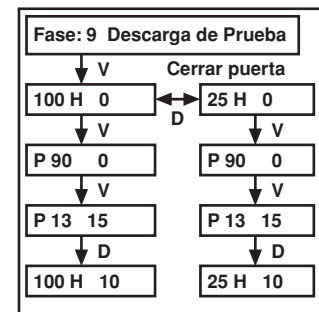 Fase: 9 Descarga de Prueba
V Cerrar puerta
100 H 0 D 25 H 0
V V
P 90 0 P 90 0
V V
P 13 15 P 13 15
D D
100 H 10 25 H 10